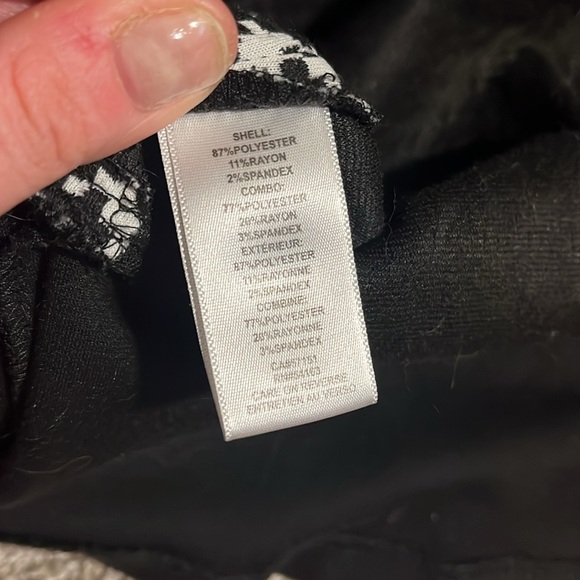 SHELL:
87%POLYESTER
11%RAYON
2%SPANDEX
COMBO:
77%POLYESTER
20%RAYON
3%SPANDEX
EXTÉRIEUR:
87%POLYESTER
11%RAYONNE
2%SPANDEX
COMBINE:
77%POLYESTER
20%RAYONNE
3%SPANDEX
CARE ON REVERSE
ENTRETIEN AU VERSO